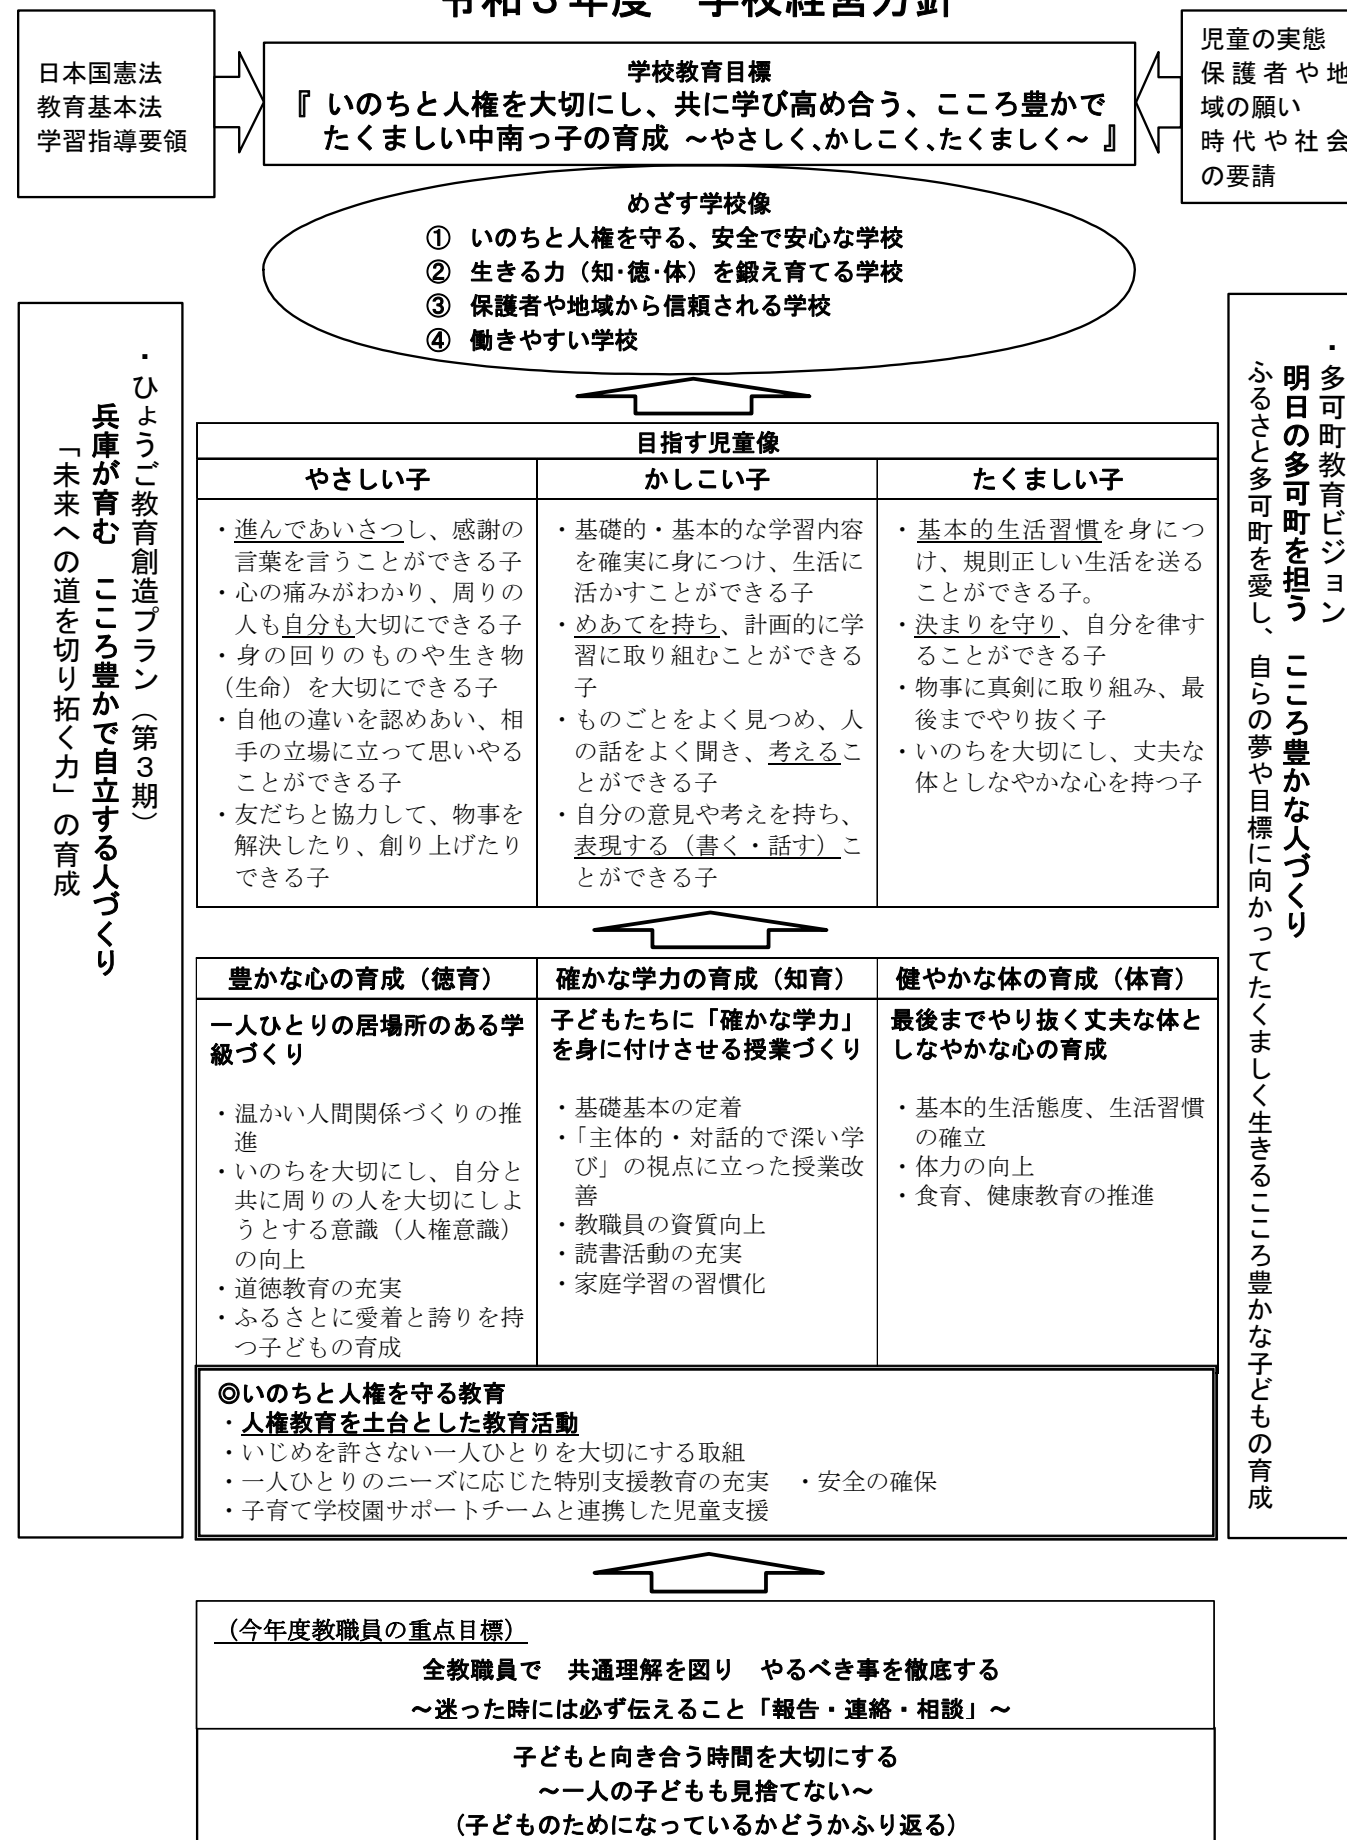 令和３年度　学校経営方針
日本国憲法
教育基本法
学習指導要領
学校教育目標
『 いのちと人権を大切にし、共に学び高め合う、こころ豊かで
たくましい中南っ子の育成 ～やさしく､かしこく､たくましく～ 』
児童の実態
保護者や地
域の願い
時代や社会
の要請
めざす学校像
① いのちと人権を守る、安全で安心な学校
② 生きる力（知･徳･体）を鍛え育てる学校
③ 保護者や地域から信頼される学校
④ 働きやすい学校
・ひょうご教育創造プラン（第３期）
兵庫が育む　こころ豊かで自立する人づくり
「未来への道を切り拓く力」の育成
・多可町教育ビジョン
明日の多可町を担う　こころ豊かな人づくり
ふるさと多可町を愛し、自らの夢や目標に向かってたくましく生きるこころ豊かな子どもの育成
目指す児童像
やさしい子
・進んであいさつし、感謝の
言葉を言うことができる子
・心の痛みがわかり、周りの
人も自分も大切にできる子
・身の回りのものや生き物
（生命）を大切にできる子
・自他の違いを認めあい、相
手の立場に立って思いやる
ことができる子
・友だちと協力して、物事を
解決したり、創り上げたり
できる子
かしこい子
・基礎的・基本的な学習内容
を確実に身につけ、生活に
活かすことができる子
・めあてを持ち、計画的に学
習に取り組むことができる
子
・ものごとをよく見つめ、人
の話をよく聞き、考えるこ
とができる子
・自分の意見や考えを持ち、
表現する（書く・話す）こ
とができる子
たくましい子
・基本的生活習慣を身につ
け、規則正しい生活を送る
ことができる子。
・決まりを守り、自分を律す
ることができる子
・物事に真剣に取り組み、最
後までやり抜く子
・いのちを大切にし、丈夫な
体としなやかな心を持つ子
豊かな心の育成（徳育）
一人ひとりの居場所のある学
級づくり
・温かい人間関係づくりの推
進
・いのちを大切にし、自分と
共に周りの人を大切にしよ
うとする意識（人権意識）
の向上
・道徳教育の充実
・ふるさとに愛着と誇りを持
つ子どもの育成
確かな学力の育成（知育）
子どもたちに「確かな学力」
を身に付けさせる授業づくり
・基礎基本の定着
・「主体的・対話的で深い学
び」の視点に立った授業改
善
・教職員の資質向上
・読書活動の充実
・家庭学習の習慣化
健やかな体の育成（体育）
最後までやり抜く丈夫な体と
しなやかな心の育成
・基本的生活態度、生活習慣
の確立
・体力の向上
・食育、健康教育の推進
◎いのちと人権を守る教育
・人権教育を土台とした教育活動
・いじめを許さない一人ひとりを大切にする取組
・一人ひとりのニーズに応じた特別支援教育の充実　・安全の確保
・子育て学校園サポートチームと連携した児童支援
（今年度教職員の重点目標）
全教職員で　共通理解を図り　やるべき事を徹底する
～迷った時には必ず伝えること「報告・連絡・相談」～
子どもと向き合う時間を大切にする
～一人の子どもも見捨てない～
(子どものためになっているかどうかふり返る)